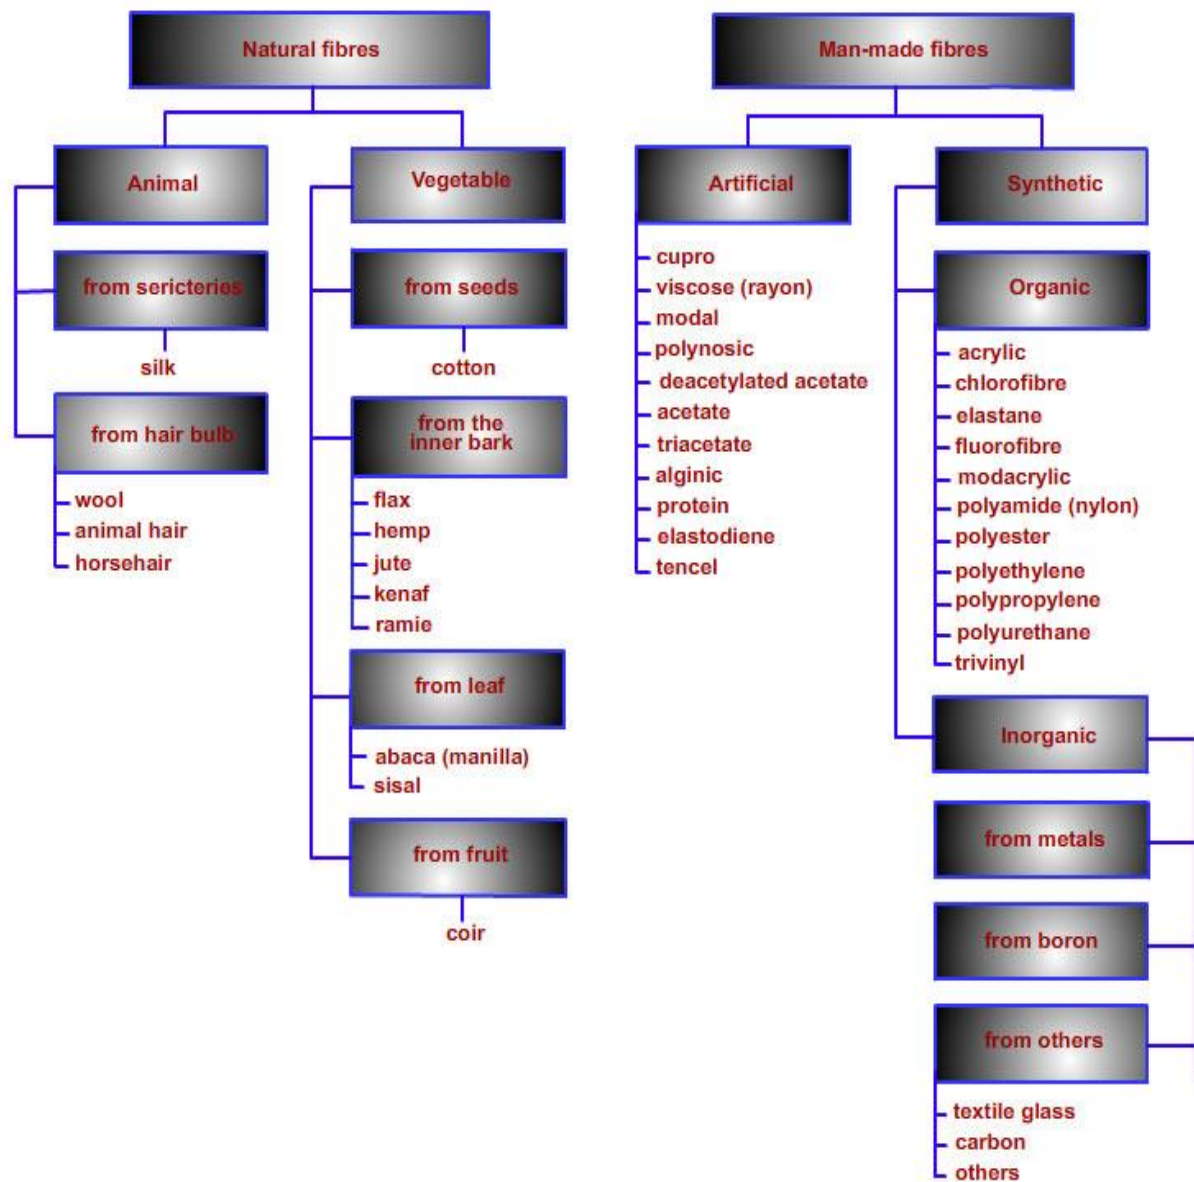 Natural fibres
Animal
from sericteries
silk
from hair bulb
wool
animal hair
horsehair
Vegetable
from seeds
cotton
from the
inner bark
flax
hemp
jute
kenaf
ramie
from leaf
abaca (manilla)
sisal
from fruit
coir
Man-made fibres
Artificial
cupro
viscose (rayon)
modal
polynosic
deacetylated acetate
acetate
triacetate
alginic
protein
elastodiene
tencel
Synthetic
Organic
acrylic
chlorofibre
elastane
fluorofibre
modacrylic
polyamide (nylon)
polyester
polyethylene
polypropylene
polyurethane
trivinyl
Inorganic
from metals
from boron
from others
textile glass
carbon
others